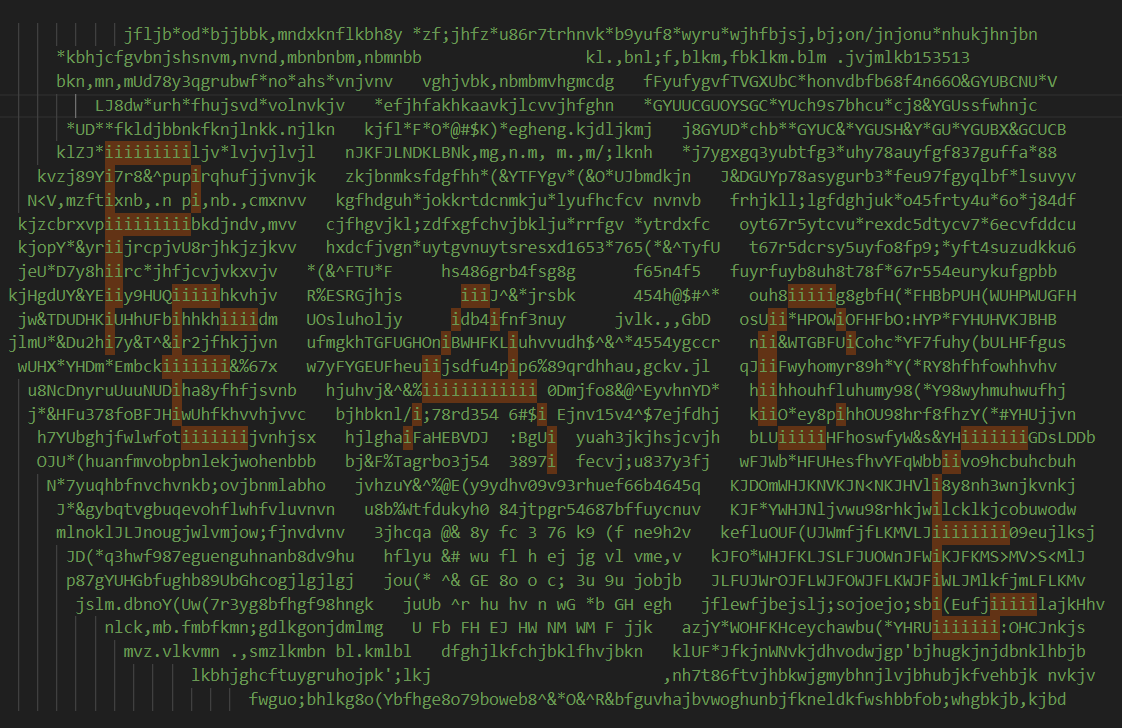 jfljb*od*bjjbbk,mndxknflkbh8y *zf;jhfz*u86r7trhnvk*b9yuf8*wyru*wjhfbjsj,bj;on/jnjonu*nhukjhnjbn
*kbhjcfgvbnjshsnvm,nvnd,mbnbnbm,nbmnbb kl.,bnl;f,blkm,fbklkm.blm .jvjmlkb153513
bkn,mn,mUd78y3qgrubwf*no*ahs*vnjvnv vghjvbk,nbmbmvhgmcdg fFyufygvfTVGXUbC*honvdbfb68f4n66O&GYUBCNU*V
LJ8dw*urh*fhujsvd*volnvkjv *efjhfakhkaavkjlcvvjhfghn *GYUUCGUOYSGC*YUch9s7bhcu*cj8&YGUssfwhnjc
*UD**fkldjbbnkfknjlnkk.njlkn kjfl*F*O*@#$K)*egheng.kjdljkmj j8GYUD*chb**GYUC&*YGUSH&Y*GU*YGUBX&GCUCB
klZJ*iiiiiiiiiljv*lvjvjlvjl nJKFJLNDKLBNk,mg,n.m, m.,m/;lknh *j7ygxgq3yubtfg3*uhy78auyfgf837guffa*88
kvzj89Yi7r8&^pupirqhufjjvnvjk zkjbnmksfdgfhh*(&YTFYgv*(&O*UJbmdkjn J&DGUYp78asygurb3*feu97fgyqlbf*lsuvyv
N<V,mzftixnb,.n pi,nb.,cmxnvv kgfhdguh*jokkrtdcnmkju*lyufhcfcv nvnvb frhjkll;lgfdghjuk*o45frty4u*6o*j84df
kjzcbrxvpiiiiiiiiibkdjndv,mvv cjfhgvjkl;zdfxgfchvjbklju*rrfgv *ytrdxfc oyt67r5ytcvu*rexdc5dtycv7*6ecvfddcu
kjopY*&yriijrcpjvU8rjhkjzjkvv hxdcfjvgn*uytgvnuytsresxd1653*765(*&^TyfU t67r5dcrsy5uyfo8fp9;*yft4suzudkku6
jeU*D7y8hiirc*jhfjcvjvkxvjv *(&^FTU*F hs486grb4fsg8g f65n4f5 fuyrfuyb8uh8t78f*67r554eurykufgpbb
kjHgdUY&YEiiy9HUQiiiiihkvhjv R%ESRGjhjs iiiJ^&*jrsbk 454h@$#^* ouh8iiiiig8gbfH(*FHBbPUH(WUHPWUGFH
jw&TDUDHKiUHhUFbihhkhiiiidm UOsluholjy idb4ifnf3nuy jvlk.,,GbD osUii*HPOWiOFHFbO:HYP*FYHUHVKJBHB
jlmU*&Du2hi7y&T^&ir2jfhkjjvn ufmgkhTGFUGHOniBWHFKLiuhvvudh$^&^*4554ygccr nii&WTGBFUiCohc*YF7fuhy(bULHFfgus
wUHX*YHDm*Embckiiiiiii&%67x w7yFYGEUFheuiijsdfu4pip6%89qrdhhau,gckv.jl qJiiFwyhomyr89h*Y(*RY8hfhfowhhvhv
u8NcDnyruUuuNUDiha8yfhfjsvnb hjuhvj&^&%iiiiiiiiiiii 0Dmjfo8&@^EyvhnYD* hiihhouhfluhumy98(*Y98wyhmuhwufhj
j*&HFu378foBFJHiwUhfkhvvhjvvc bjhbknl/i;78rd354 6#$i Ejnv15v4^$7ejfdhj kiiO*ey8pihhOU98hrf8fhzY(*#YHUjjvn
h7YUbghjfwlwfotiiiiiiijvnhjsx hjlghaiFaHEBVDJ :BgUi yuah3jkjhsjcvjh bLUiiiiiHFhoswfyW&s&YHiiiiiiiGDsLDDb
OJU*(huanfmvobpbnlekjwohenbbb bj&F%Tagrbo3j54 3897i fecvj;u837y3fj wFJWb*HFUHesfhvYFqWbbiivo9hcbuhcbuh
N*7yuqhbfnvchvnkb;ovjbnmlabho jvhzuY&^%@E(y9ydhv09v93rhuef66b4645q KJDOmWHJKNVKJN<NKJHVli8y8nh3wnjkvnkj
J*&gybqtvgbuqevohflwhfvluvnvn u8b%Wtfdukyh0 84jtpgr54687bffuycnuv KJF*YWHJNljvwu98rhkjwilcklkjcobuwodw
mlnoklJLJnougjwlvmjow;fjnvdvnv 3jhcqa @& 8y fc 3 76 k9 (f ne9h2v kefluOUF(UJWmfjfLKMVLJiiiiiiii09eujlksj
JD(*q3hwf987eguenguhnanb8dv9hu hflyu &# wu fl h ej jg vl vme,v kJFO*WHJFKLJSLFJUOWnJFWiKJFKMS>MV>S<MlJ
p87gYUHGbfughb89UbGhcogjlgjlgj jou(* ^& GE 8o o c; 3u 9u jobjb JLFUJWrOJFLWJFOWJFLKWJFiWLJMlkfjmLFLKMv
jslm.dbnoY(Uw(7r3yg8bfhgf98hngk juUb ^r hu hv n wG *b GH egh jflewfjbejslj;sojoejo;sbi(EufjiiiiilajkHhv
nlck,mb.fmbfkmn;gdlkgonjdmlmg U Fb FH EJ HW NM WM F jjk azjY*WOHFKHceychawbu(*YHRUiiiiiii:OHCJnkjs
mvz.vlkvmn .,smzlkmbn bl.kmlbl dfghjlkfchjbklfhvjbkn klUF*JfkjnWNVkjdhvodwjgp'bjhugkjnjdbnklhbjb
lkbhjghcftuygruhojpk';lkj ,nh7t86ftvjhbkwjgmybhnjlvjbhubjkfvehbjk nvkjv
fwguo;bhlkg8o(Ybfhge8o79boweb8^&*O&^R&bfguvhajbvwoghunbjfkneldkfwshbbfob;whgbkjb,kjbd